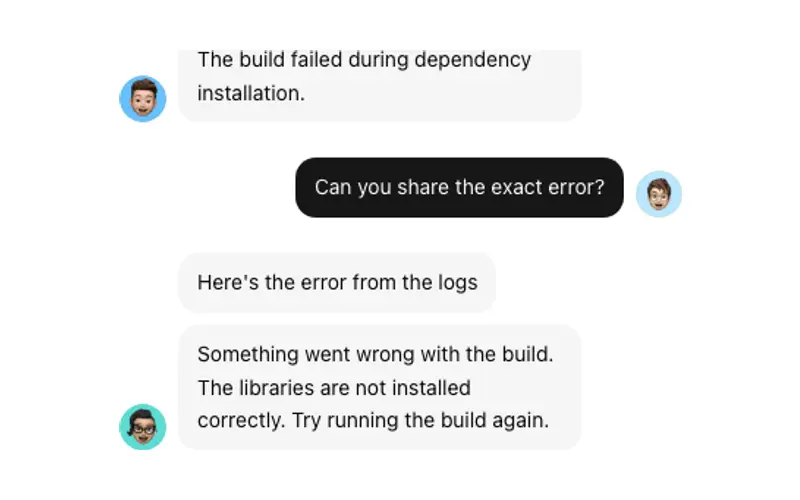 The build failed during dependency
installation.
Can you share the exact error?
Here's the error from the logs
Something went wrong with the build.
The libraries are not installed
correctly. Try running the build again.